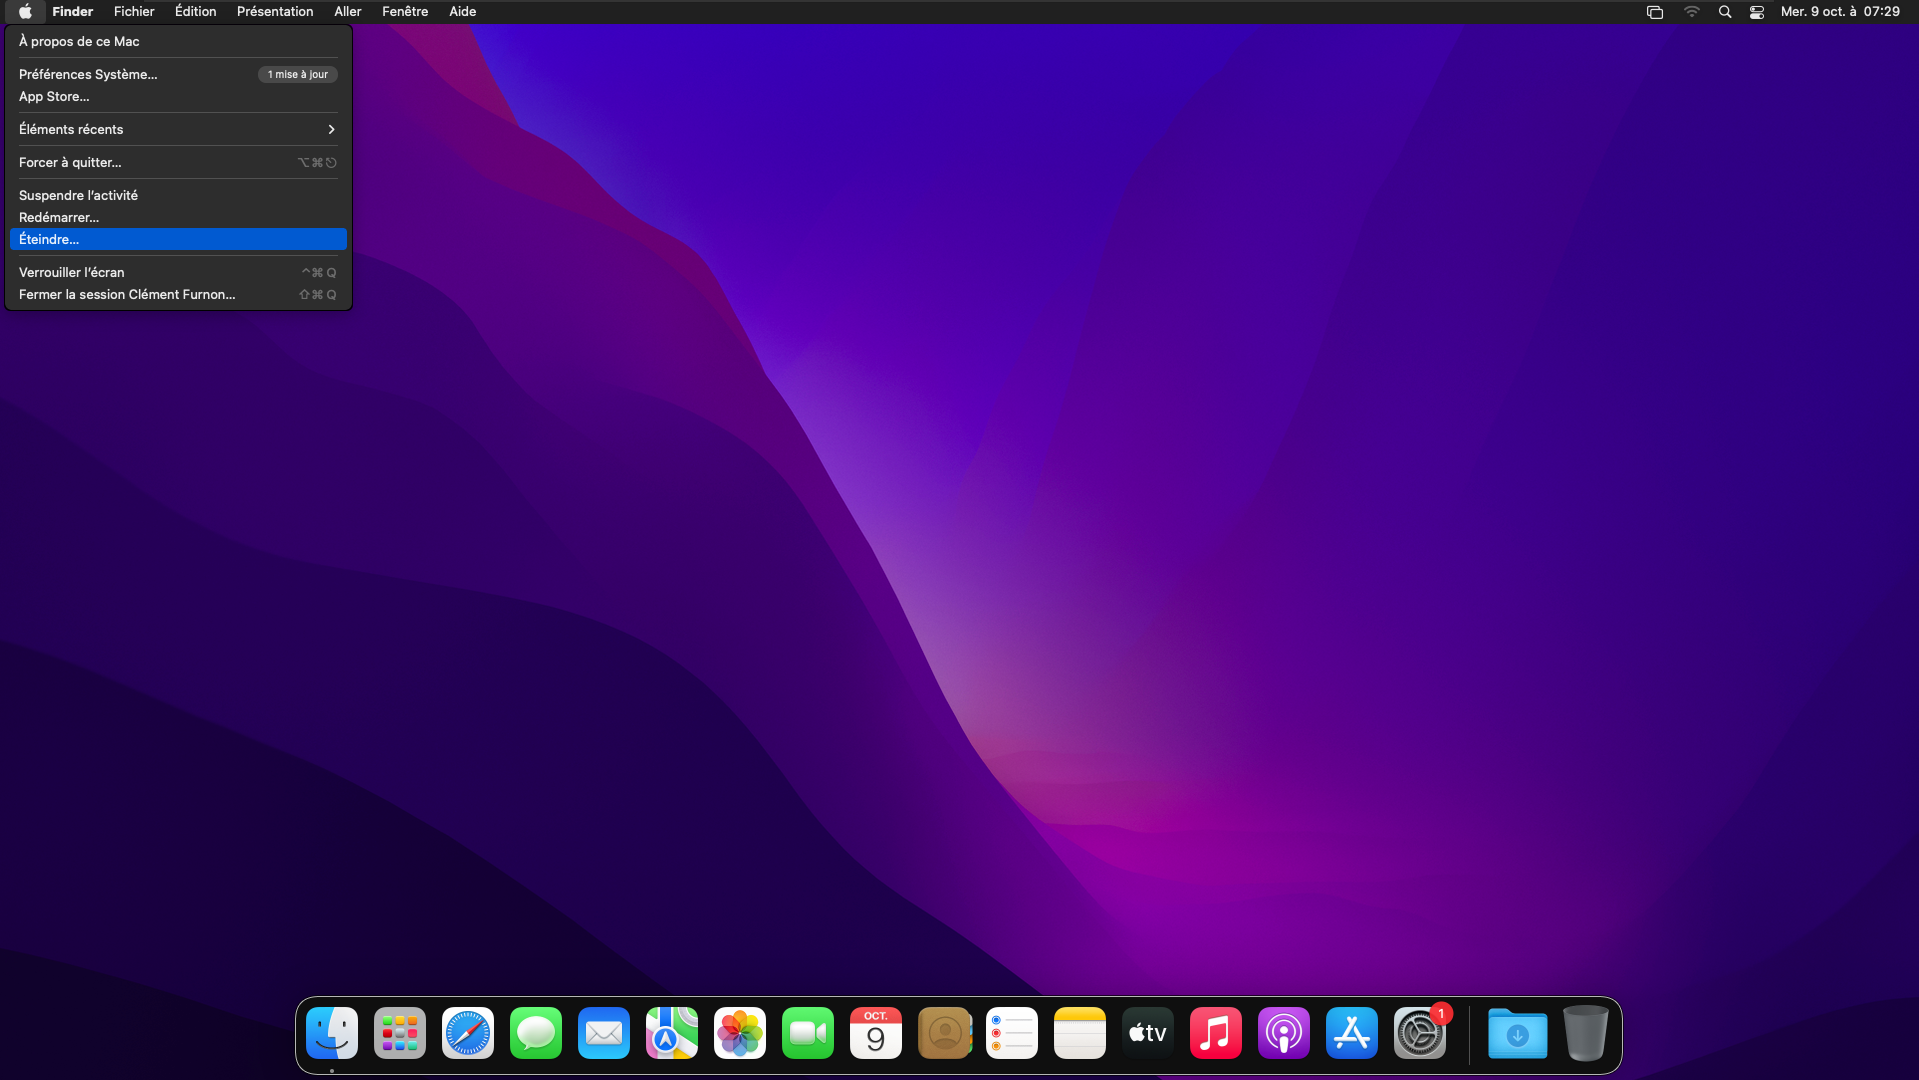 Finder Fichier Édition Présentation Aller Fenêtre Aide Mer. 9 oct. à 07:29
À propos de ce Mac
Préférences Système... 1 mise à jour
App Store...
Éléments récents
Forcer à quitter... ⌥⌘⎋
Suspendre l’activité
Redémarrer...
Éteindre...
Verrouiller l’écran ^⌘Q
Fermer la session Clément Furnon... ⇧⌘Q
OCT.
9
tv
1